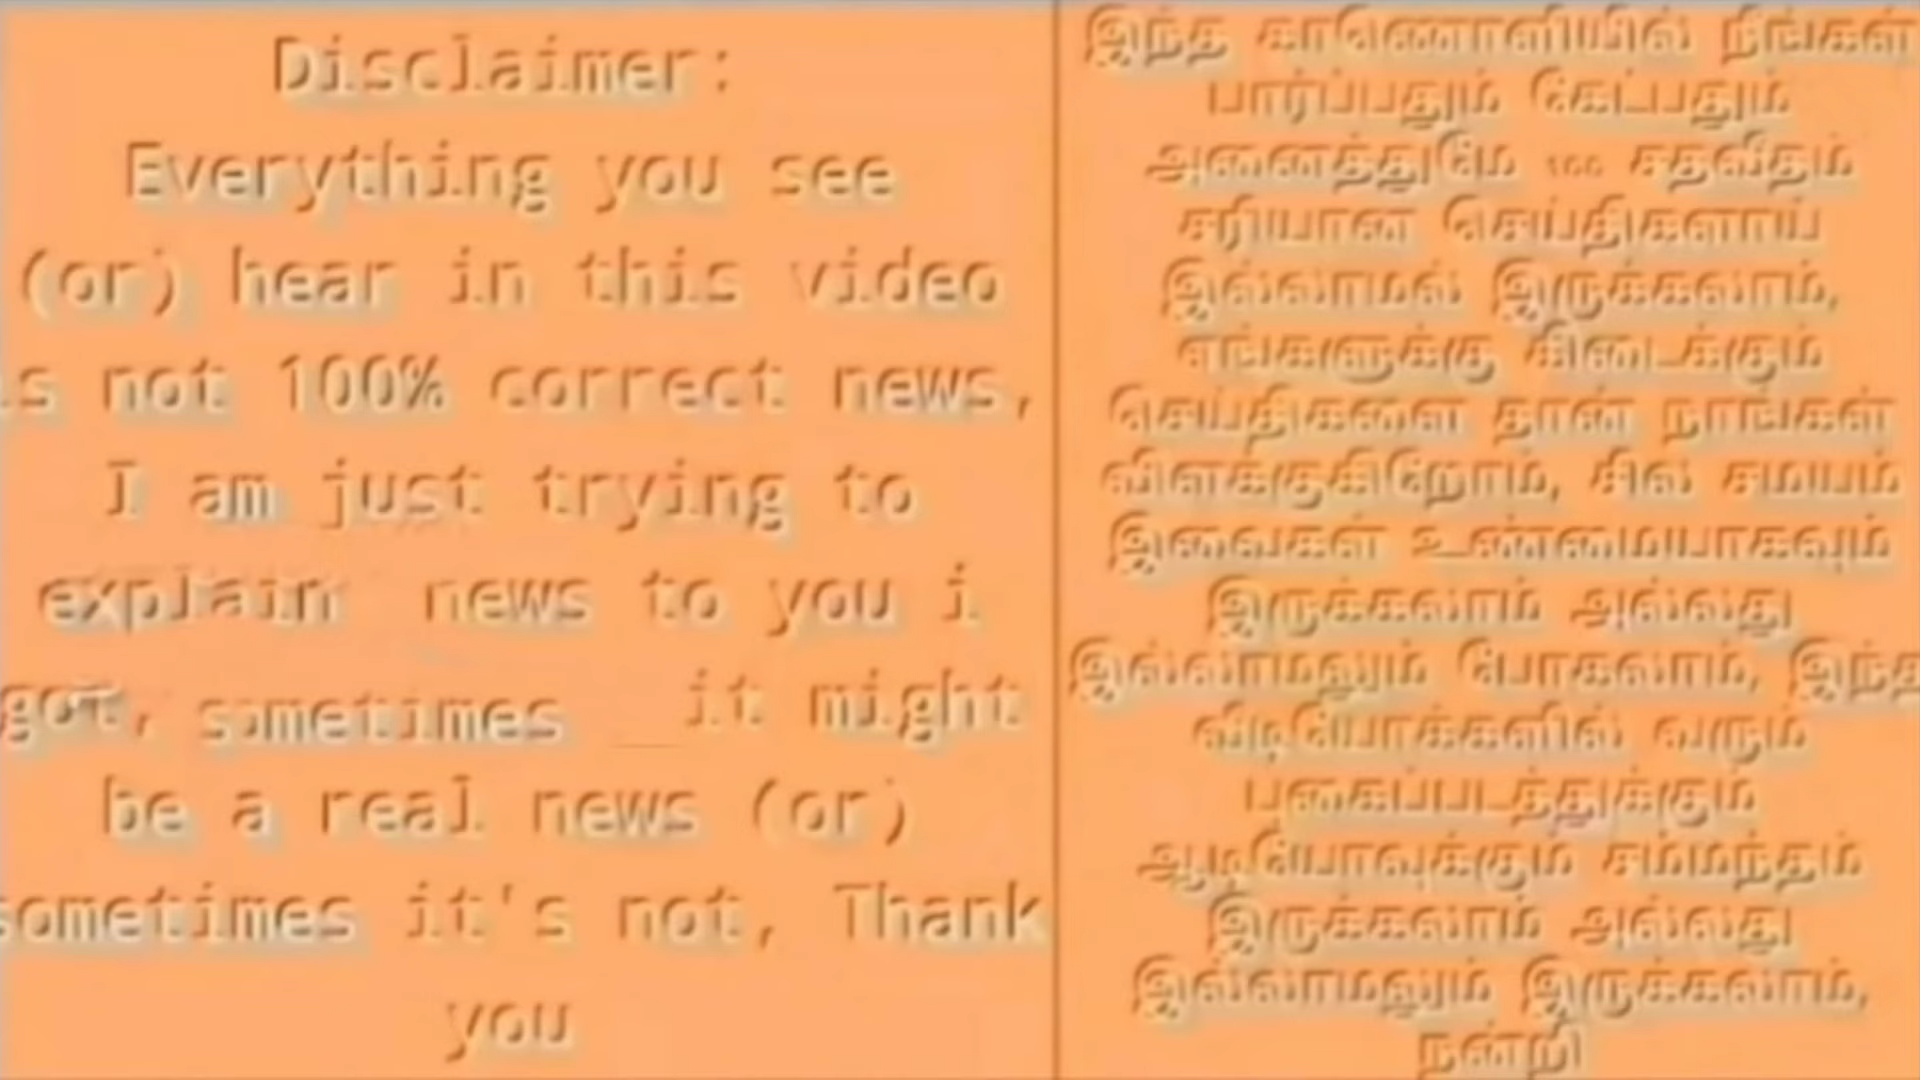 Disclaimer:
Everything you see
(or) hear in this video
is not 100% correct news,
I am just trying to
explain news to you i
got, sometimes it might
be a real news (or)
sometimes it's not, Thank
you
இந்த காணொளியில் நீங்கள்
பார்ப்பதும் கேட்பதும்
அனைத்துமே 100 சதவீதம்
சரியான செய்திகளாய்
இல்லாமல் இருக்கலாம்,
எங்களுக்கு கிடைக்கும்
செய்திகளை தான் நாங்கள்
விளக்குகிறோம், சில சமயம்
இவைகள் உண்மையாகவும்
இருக்கலாம் அல்லது
இல்லாமலும் போகலாம், இந்த
வீடியோக்களில் வரும்
புகைப்படத்துக்கும்
ஆடியோவுக்கும் சம்மந்தம்
இருக்கலாம் அல்லது
இல்லாமலும் இருக்கலாம்,
நன்றி